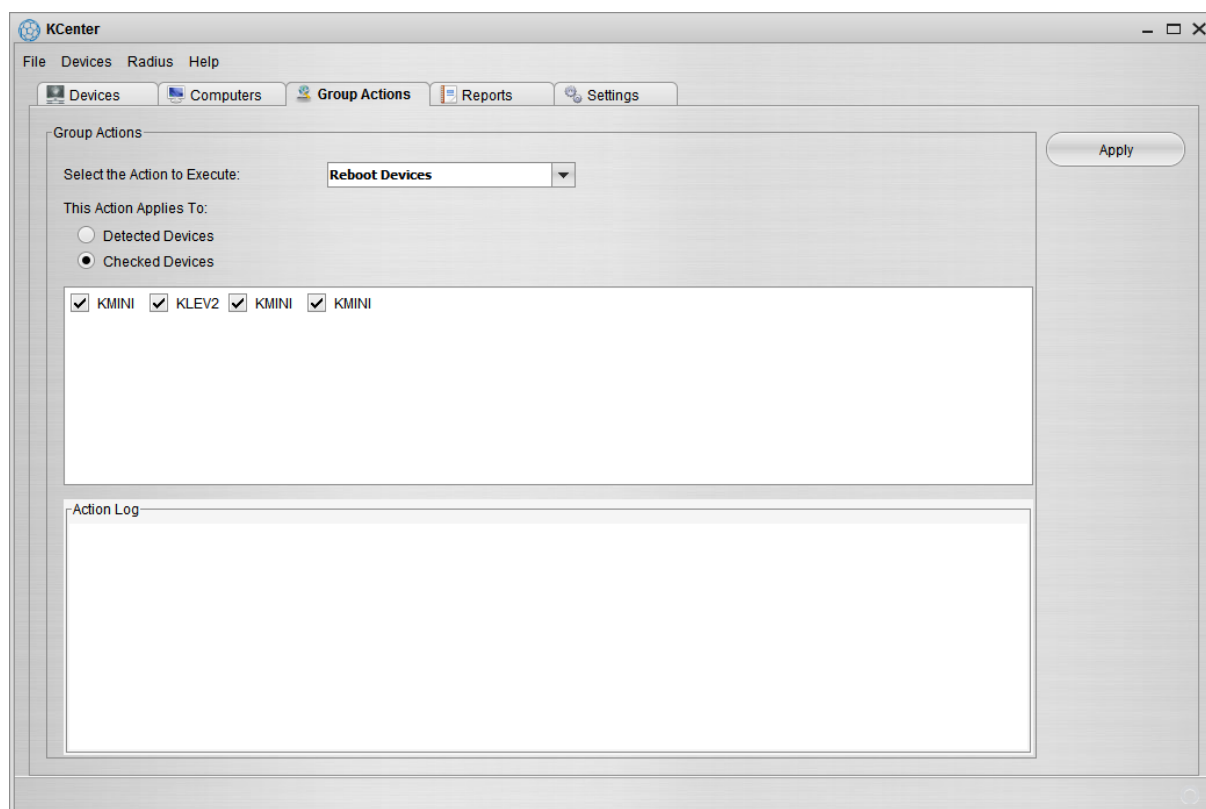 KCenter
File Devices Radius Help
Devices Computers Group Actions Reports Settings
Group Actions
Apply
Select the Action to Execute: Reboot Devices
This Action Applies To:
Detected Devices
Checked Devices
KMINI KLEV2 KMINI KMINI
Action Log